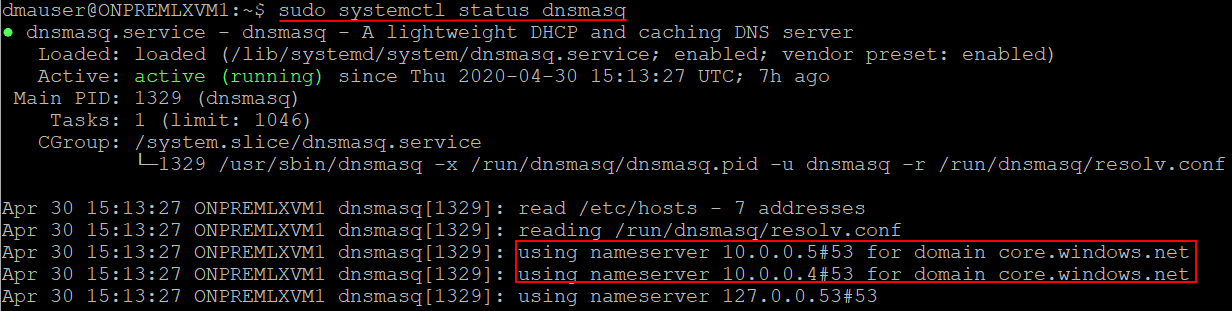 dmauser@ONPREMLXVM1:~$ sudo systemctl status dnsmasq
● dnsmasq.service - dnsmasq - A lightweight DHCP and caching DNS server
Loaded: loaded (/lib/systemd/system/dnsmasq.service; enabled; vendor preset: enabled)
Active: active (running) since Thu 2020-04-30 15:13:27 UTC; 7h ago
Main PID: 1329 (dnsmasq)
Tasks: 1 (limit: 1046)
CGroup: /system.slice/dnsmasq.service
└─1329 /usr/sbin/dnsmasq -x /run/dnsmasq/dnsmasq.pid -u dnsmasq -r /run/dnsmasq/resolv.conf
Apr 30 15:13:27 ONPREMLXVM1 dnsmasq[1329]: read /etc/hosts - 7 addresses
Apr 30 15:13:27 ONPREMLXVM1 dnsmasq[1329]: reading /run/dnsmasq/resolv.conf
Apr 30 15:13:27 ONPREMLXVM1 dnsmasq[1329]: using nameserver 10.0.0.5#53 for domain core.windows.net
Apr 30 15:13:27 ONPREMLXVM1 dnsmasq[1329]: using nameserver 10.0.0.4#53 for domain core.windows.net
Apr 30 15:13:27 ONPREMLXVM1 dnsmasq[1329]: using nameserver 127.0.0.53#53